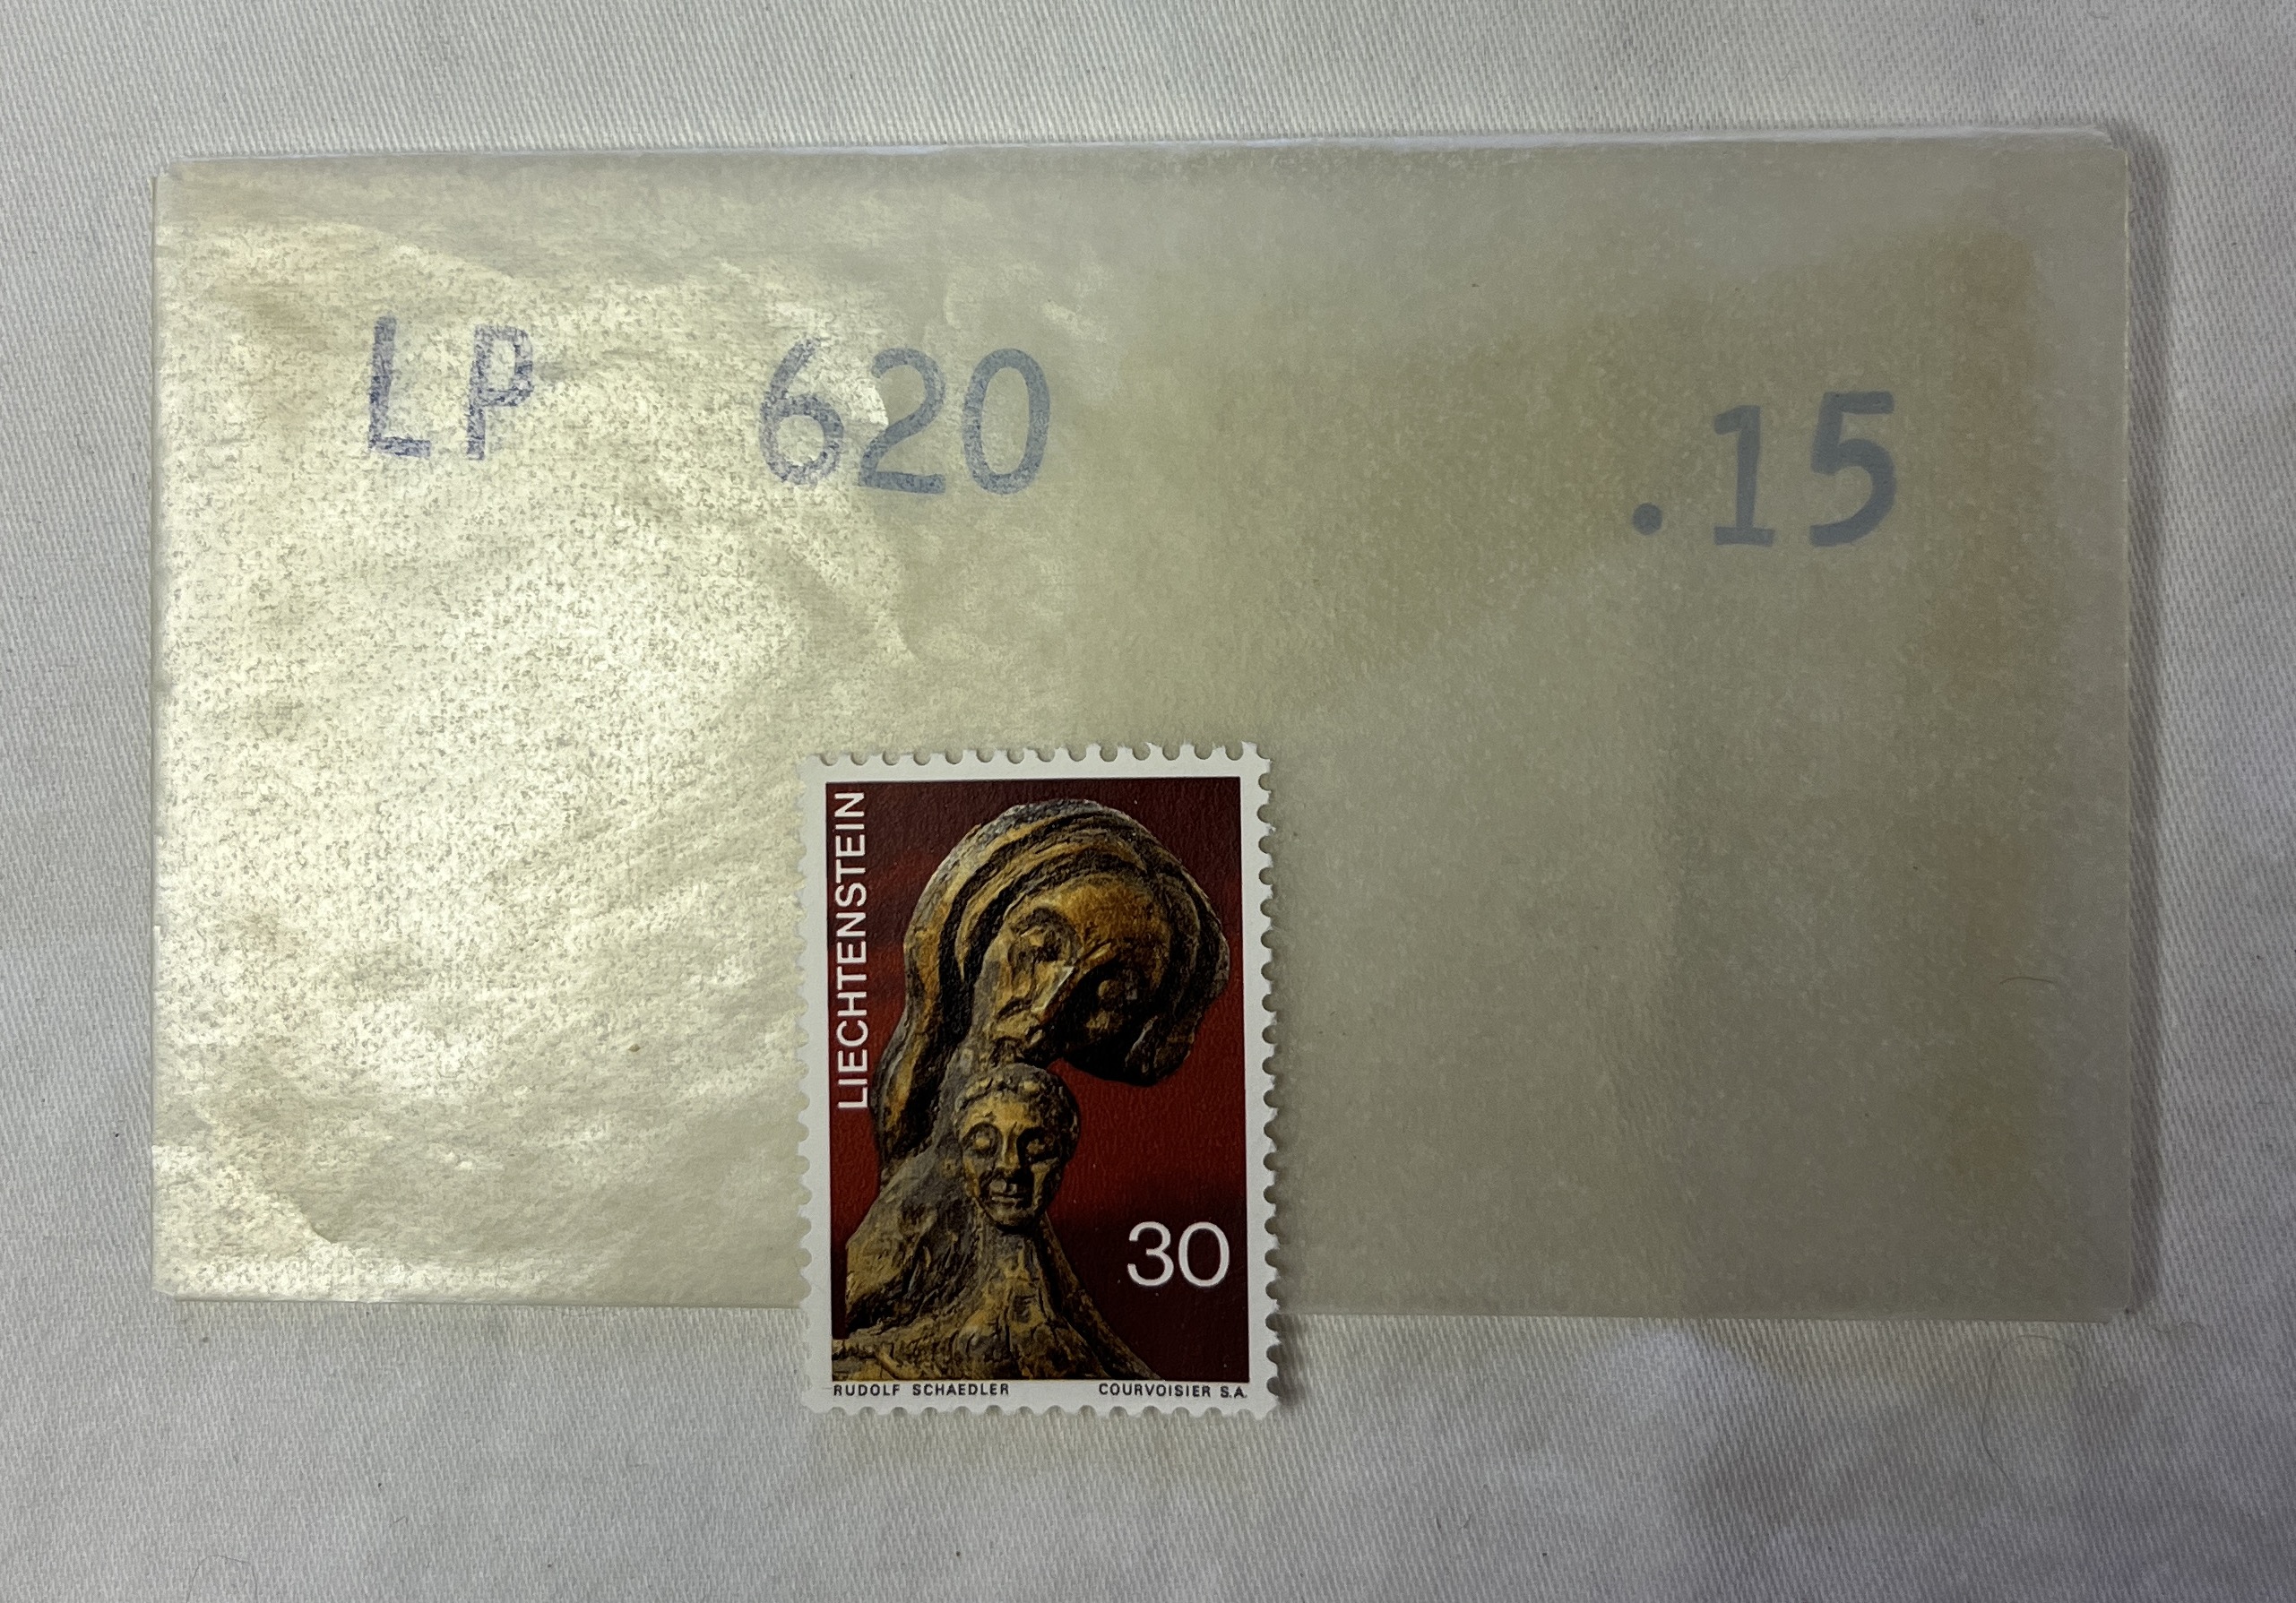 LP 620 .15
LIECHTENSTEIN
30
RUDOLF SCHAEDLER COURVOISIER S.A.